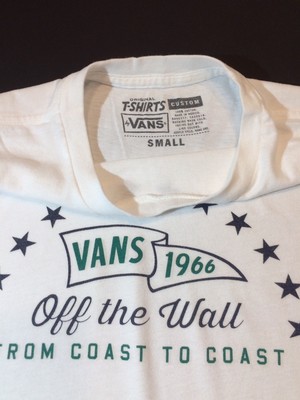 ORIGINAL
T-SHIRTS CUSTOM
VANS
SMALL
VANS 1966
Off the Wall
FROM COAST TO COAST